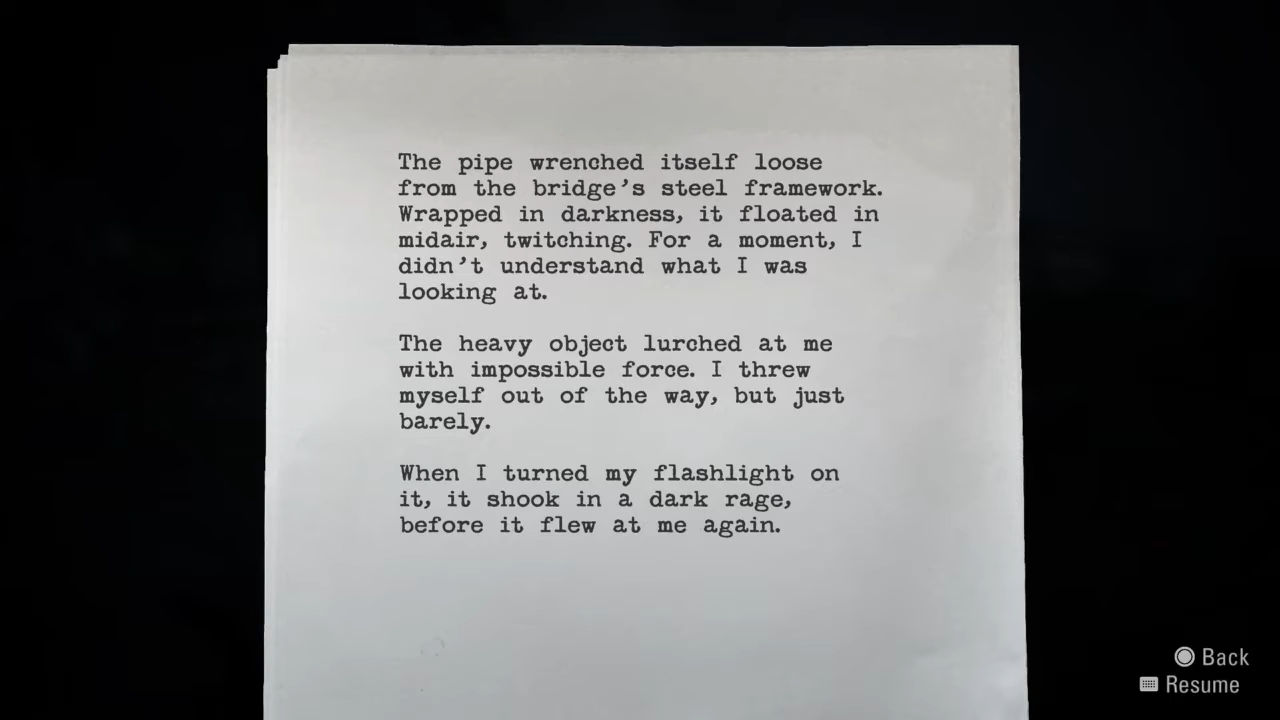 The pipe wrenched itself loose
from the bridge's steel framework.
Wrapped in darkness, it floated in
midair, twitching. For a moment, I
didn't understand what I was
looking at.
The heavy object lurched at me
with impossible force. I threw
myself out of the way, but just
barely.
When I turned my flashlight on
it, it shook in a dark rage,
before it flew at me again.
Back
Resume